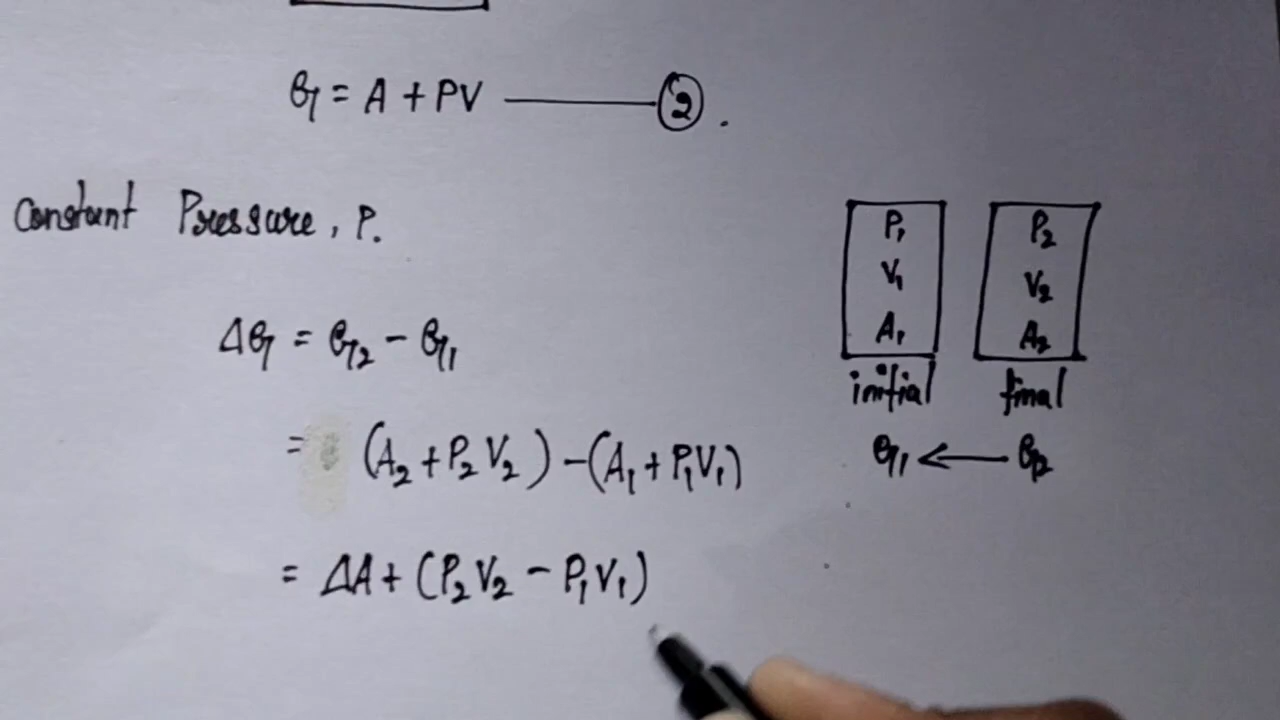 G = A + PV ——— ②.
Constant Pressure, P.
ΔG = G₂ - G₁
= (A₂ + P₂V₂) - (A₁ + P₁V₁)
= ΔA + (P₂V₂ - P₁V₁)
P₁
V₁
A₁
initial
P₂
V₂
A₂
final
G₁ ← G₂